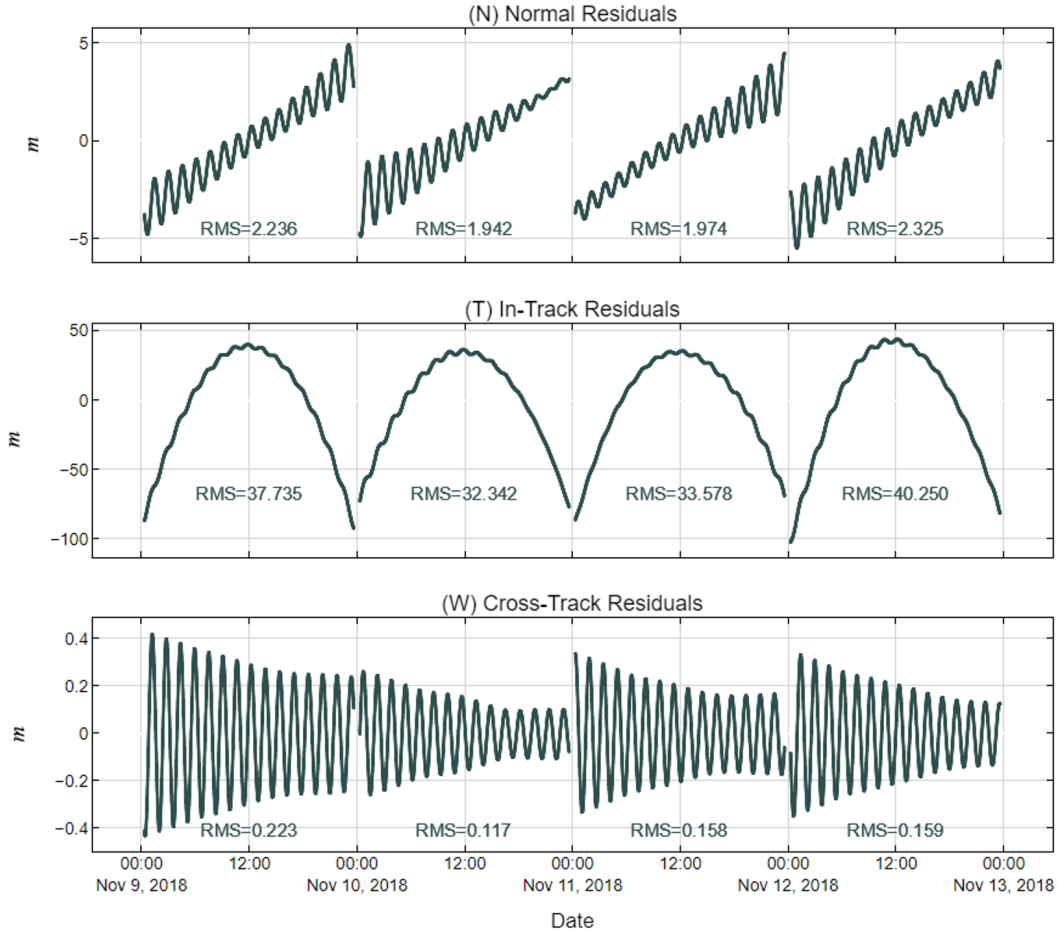 (N) Normal Residuals
5
0
−5
m
RMS=2.236 RMS=1.942 RMS=1.974 RMS=2.325
(T) In-Track Residuals
50
0
−50
−100
m
RMS=37.735 RMS=32.342 RMS=33.578 RMS=40.250
(W) Cross-Track Residuals
0.4
0.2
0
−0.2
−0.4
m
RMS=0.223 RMS=0.117 RMS=0.158 RMS=0.159
00:00 12:00 00:00 12:00 00:00 12:00 00:00 12:00 00:00
Nov 9, 2018 Nov 10, 2018 Nov 11, 2018 Nov 12, 2018 Nov 13, 2018
Date